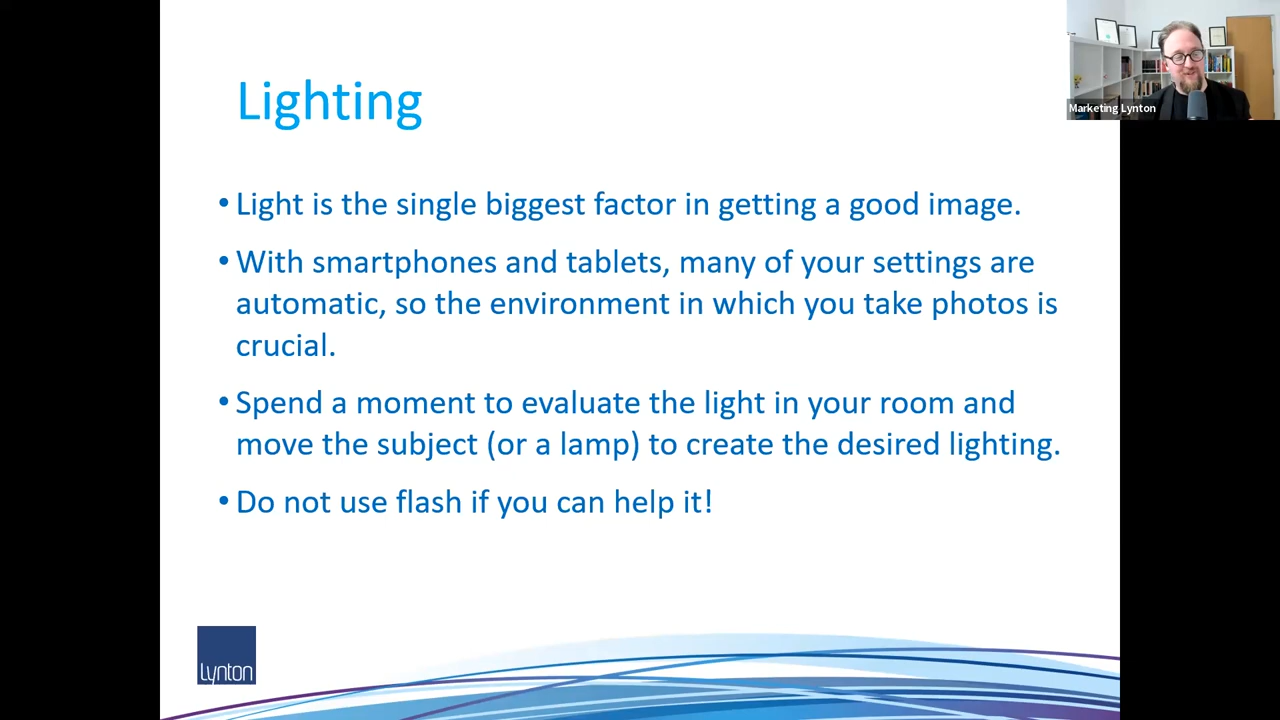 Lighting
Marketing Lynton
• Light is the single biggest factor in getting a good image.
• With smartphones and tablets, many of your settings are
automatic, so the environment in which you take photos is
crucial.
• Spend a moment to evaluate the light in your room and
move the subject (or a lamp) to create the desired lighting.
• Do not use flash if you can help it!
Lynton